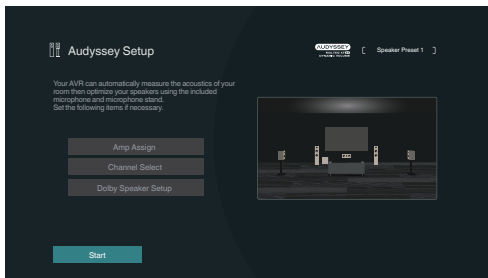 Audyssey Setup
AUDYSSEY
[ Speaker Preset 1 ]
Your AVR can automatically measure the acoustics of your
room then optimize your speakers using the included
microphone and microphone stand.
Set the following items if necessary.
Amp Assign
Channel Select
Dolby Speaker Setup
Start